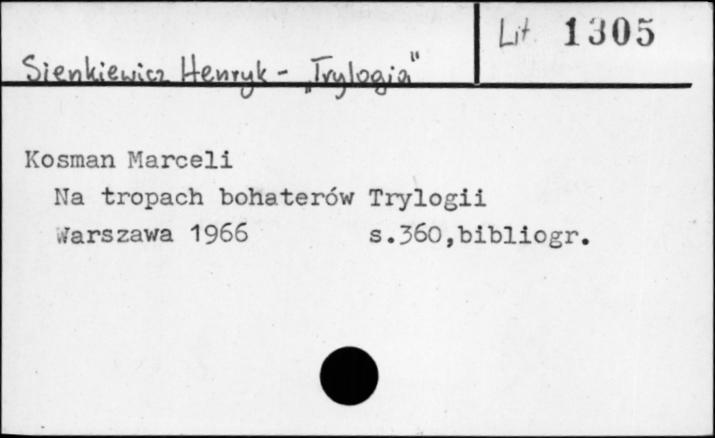 Lit 1305
Sienkiewicz Henryk - „Trylogia"
Kosman Marceli
Na tropach bohaterów Trylogii
Warszawa 1966 s.360,bibliogr.